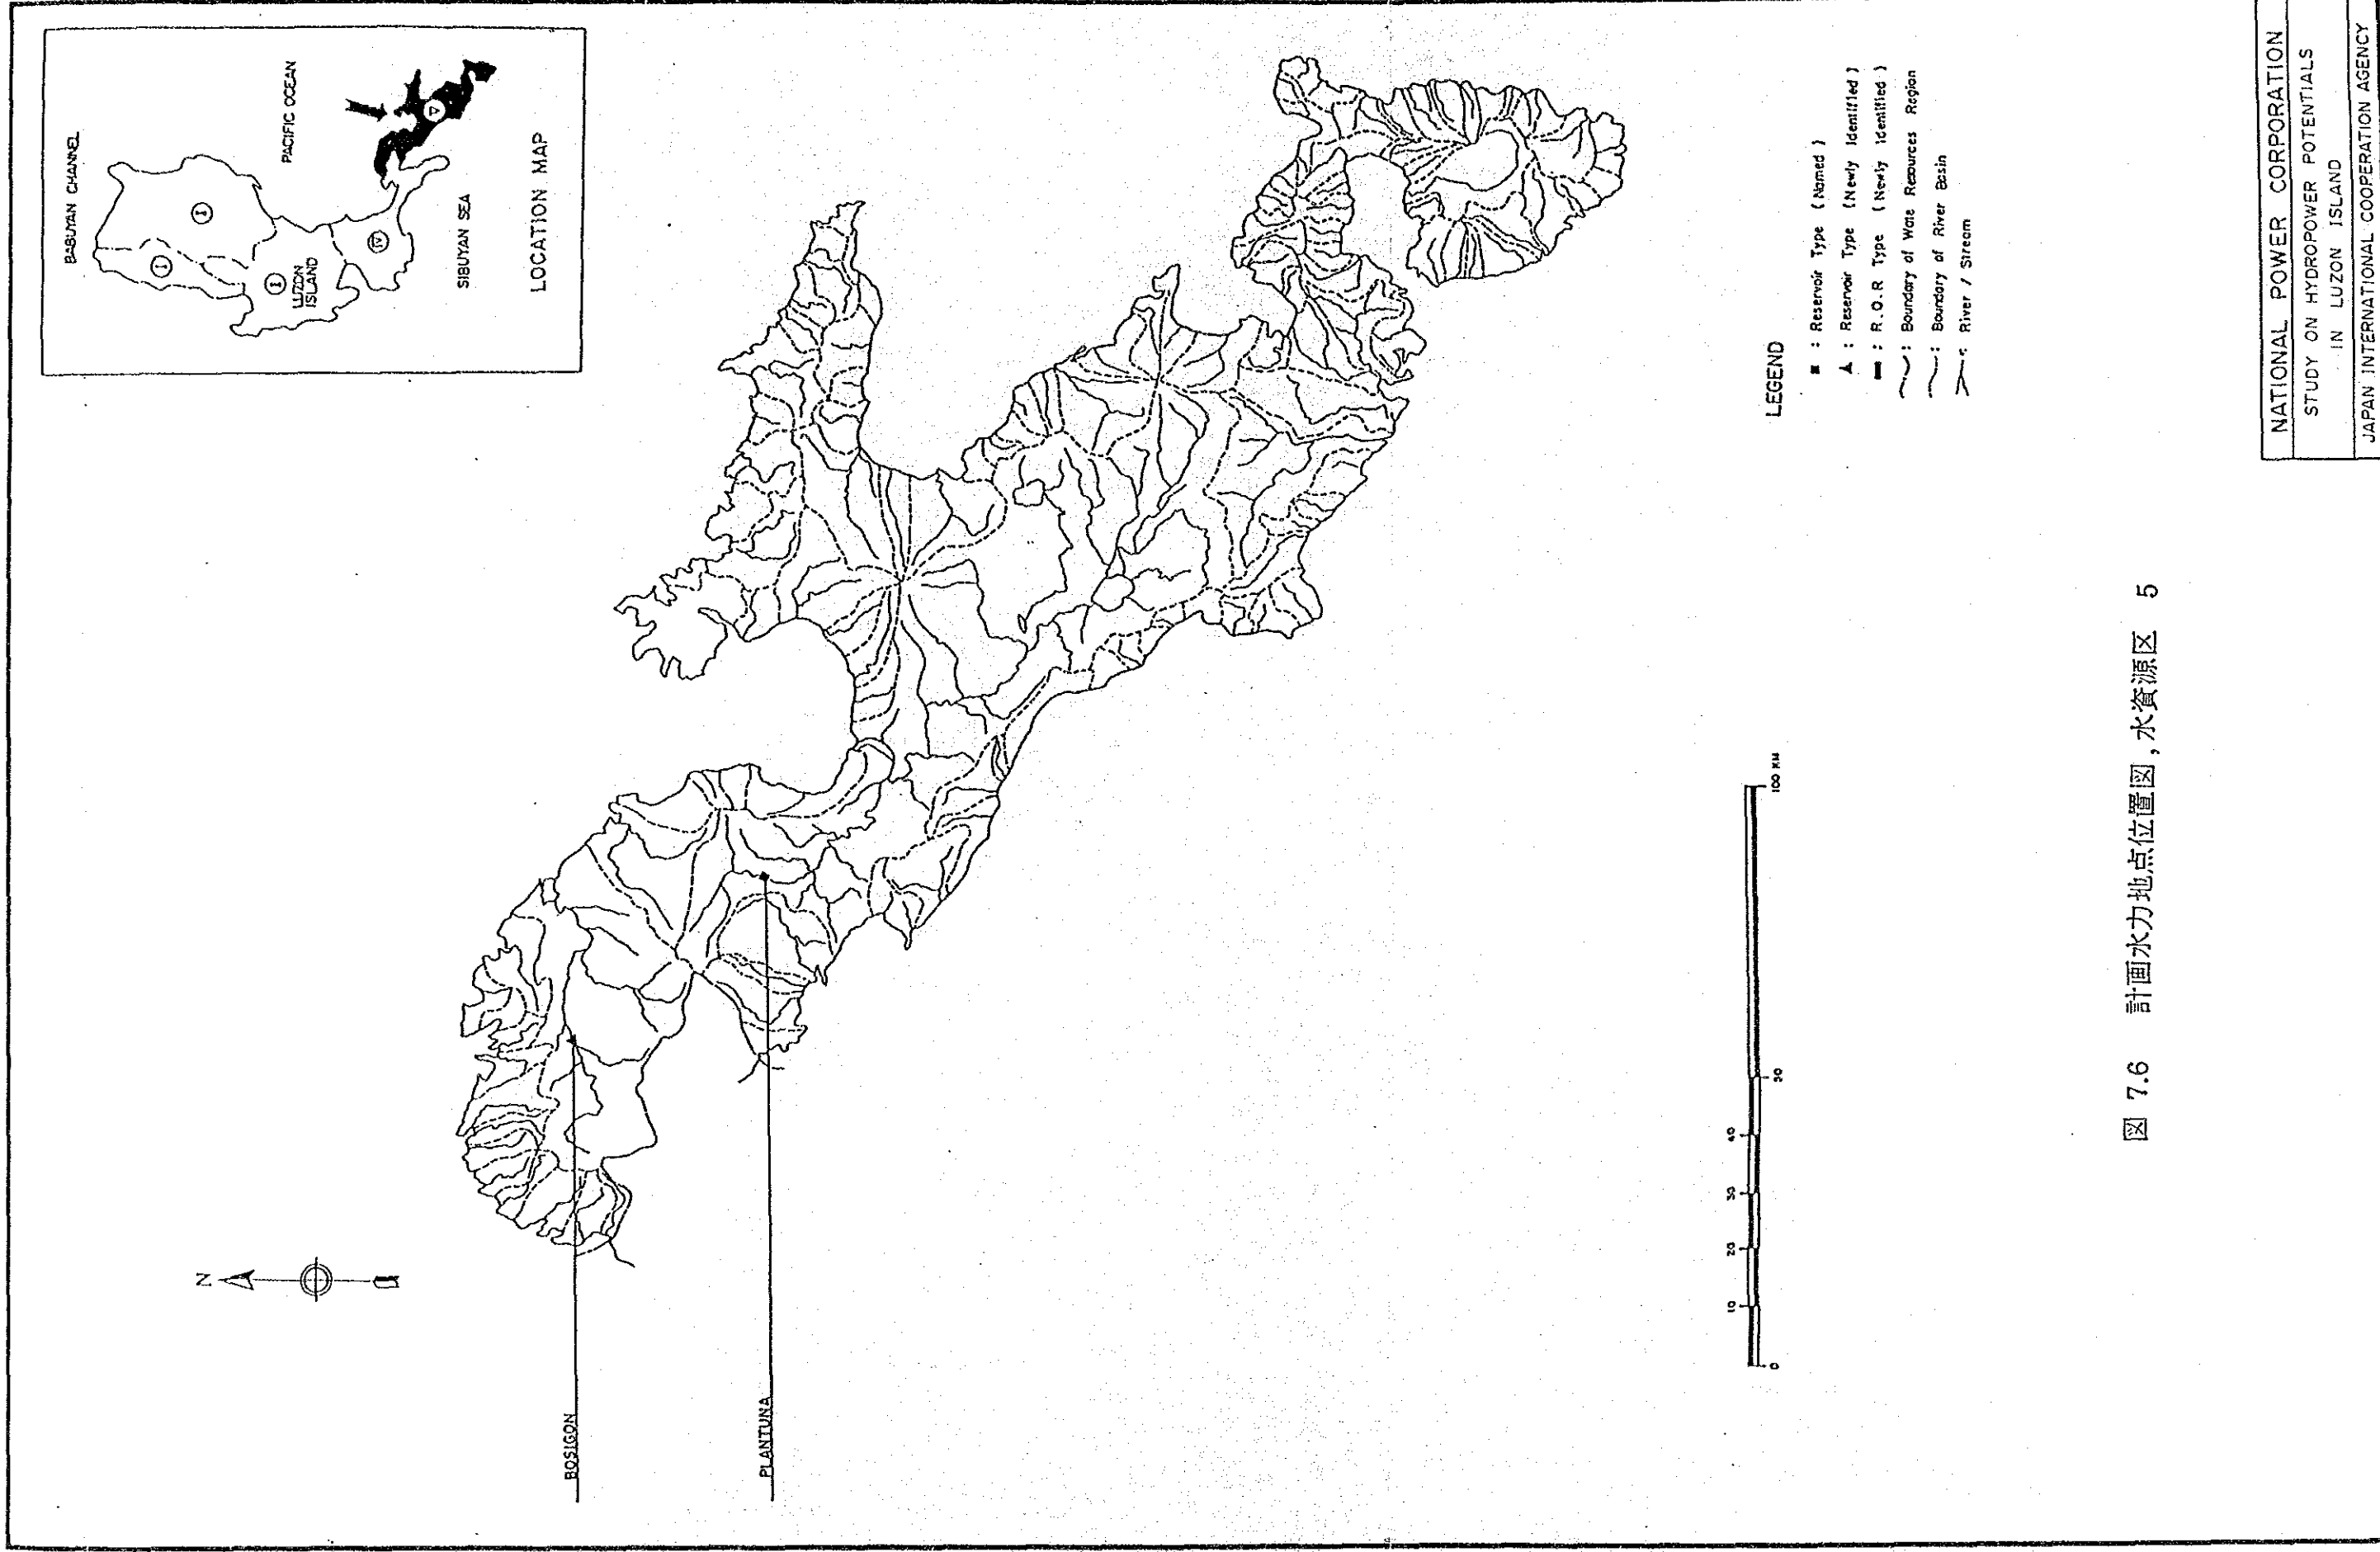 BABUYAN CHANNEL
PACIFIC OCEAN
LUZON
ISLAND
IV
V
SIBUYAN SEA
LOCATION MAP
N
BOSIGON
PLANTUNA
LEGEND
: Reservoir Type ( Named )
: Reservoir Type (Newly Identified )
: R.O.R Type (Newly Identified )
: Boundary of Wate Resources Region
: Boundary of River Basin
: River / Stream
0 10 20 30 40 50 100 KM
図 7.6 計画水力地点位置図,水資源区 5
NATIONAL POWER CORPORATION
STUDY ON HYDROPOWER POTENTIALS
IN LUZON ISLAND
JAPAN INTERNATIONAL COOPERATION AGENCY